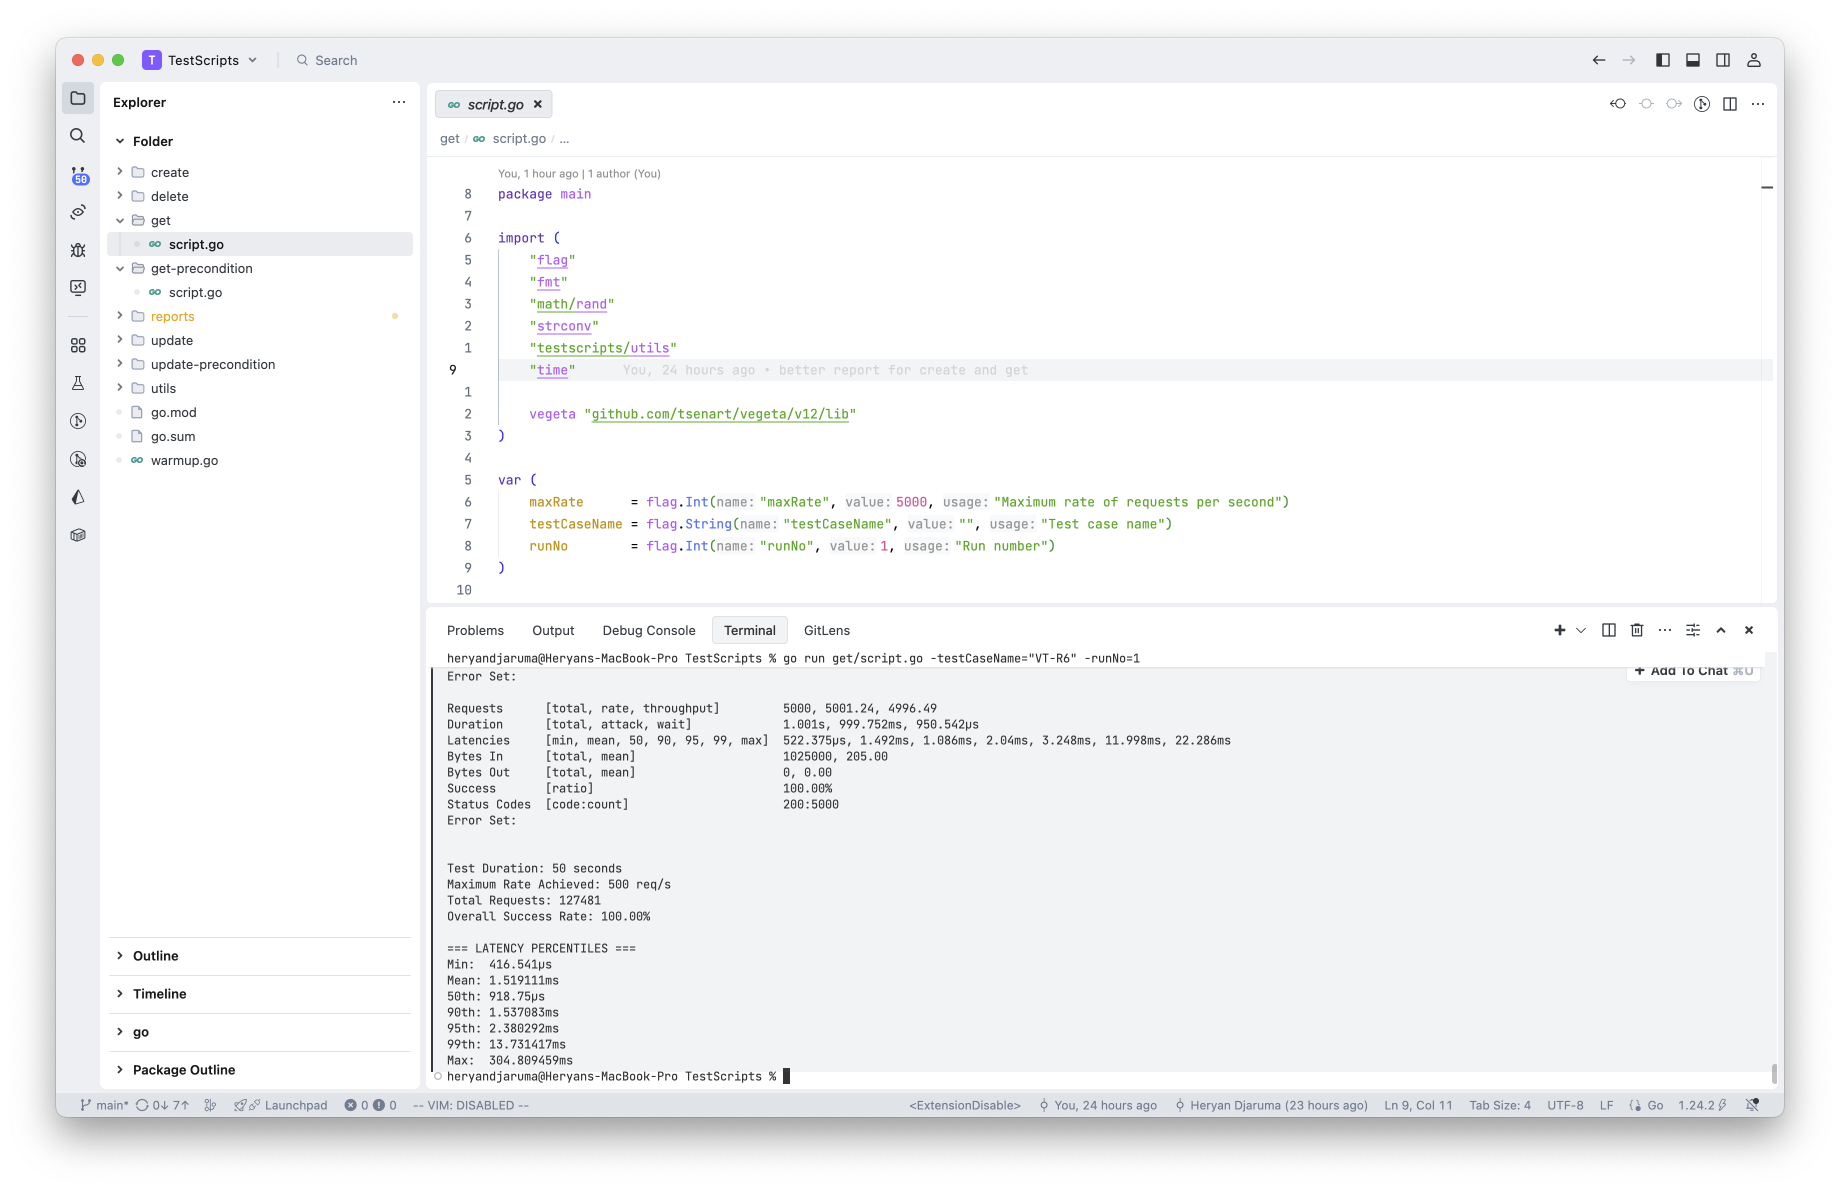 T TestScripts Search
Explorer
Folder
create
delete
get
script.go
get-precondition
script.go
reports
update
update-precondition
utils
go.mod
go.sum
warmup.go
50
Outline
Timeline
go
Package Outline
script.go
get / script.go / ...
You, 1 hour ago | 1 author (You)
8 package main
7
6 import (
5 "flag"
4 "fmt"
3 "math/rand"
2 "strconv"
1 "testscripts/utils"
9 "time" You, 24 hours ago • better report for create and get
1
2 vegeta "github.com/tsenart/vegeta/v12/lib"
3 )
4
5 var (
6 maxRate = flag.Int(name: "maxRate", value: 5000, usage: "Maximum rate of requests per second")
7 testCaseName = flag.String(name: "testCaseName", value: "", usage: "Test case name")
8 runNo = flag.Int(name: "runNo", value: 1, usage: "Run number")
9 )
10
Problems Output Debug Console Terminal GitLens
heryandjaruma@Heryans-MacBook-Pro TestScripts % go run get/script.go -testCaseName="VT-R6" -runNo=1
+ Add To Chat ⌘U
Error Set:
Requests [total, rate, throughput] 5000, 5001.24, 4996.49
Duration [total, attack, wait] 1.001s, 999.752ms, 950.542µs
Latencies [min, mean, 50, 90, 95, 99, max] 522.375µs, 1.492ms, 1.086ms, 2.04ms, 3.248ms, 11.998ms, 22.286ms
Bytes In [total, mean] 1025000, 205.00
Bytes Out [total, mean] 0, 0.00
Success [ratio] 100.00%
Status Codes [code:count] 200:5000
Error Set:
Test Duration: 50 seconds
Maximum Rate Achieved: 500 req/s
Total Requests: 127481
Overall Success Rate: 100.00%
=== LATENCY PERCENTILES ===
Min: 416.541µs
Mean: 1.519111ms
50th: 918.75µs
90th: 1.537083ms
95th: 2.380292ms
99th: 13.731417ms
Max: 304.809459ms
heryandjaruma@Heryans-MacBook-Pro TestScripts %
main* 0↓ 7↑ Launchpad 0 0 -- VIM: DISABLED -- <ExtensionDisable> You, 24 hours ago Heryan Djaruma (23 hours ago) Ln 9, Col 11 Tab Size: 4 UTF-8 LF Go 1.24.2